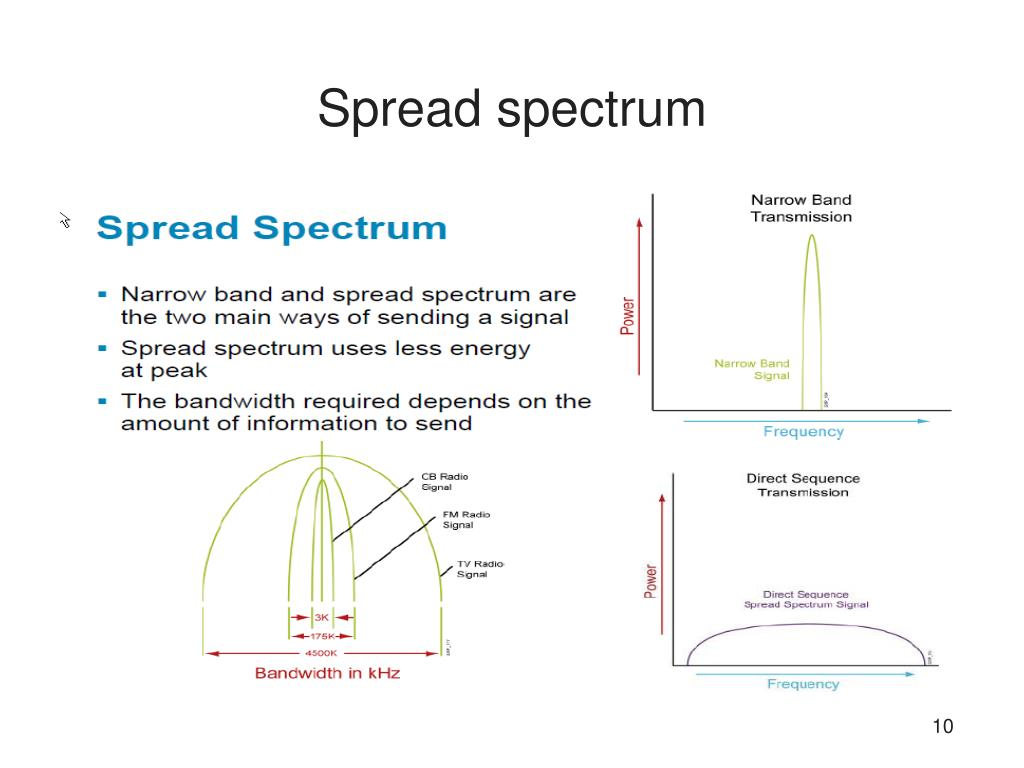 Spread spectrum
Spread Spectrum
Narrow band and spread spectrum are
the two main ways of sending a signal
Spread spectrum uses less energy
at peak
The bandwidth required depends on the
amount of information to send
CB Radio
Signal
FM Radio
Signal
TV Radio
Signal
3K
175K
4500K
Bandwidth in kHz
Narrow Band
Transmission
Power
Narrow Band
Signal
Frequency
Direct Sequence
Transmission
Power
Direct Sequence
Spread Spectrum Signal
Frequency
10